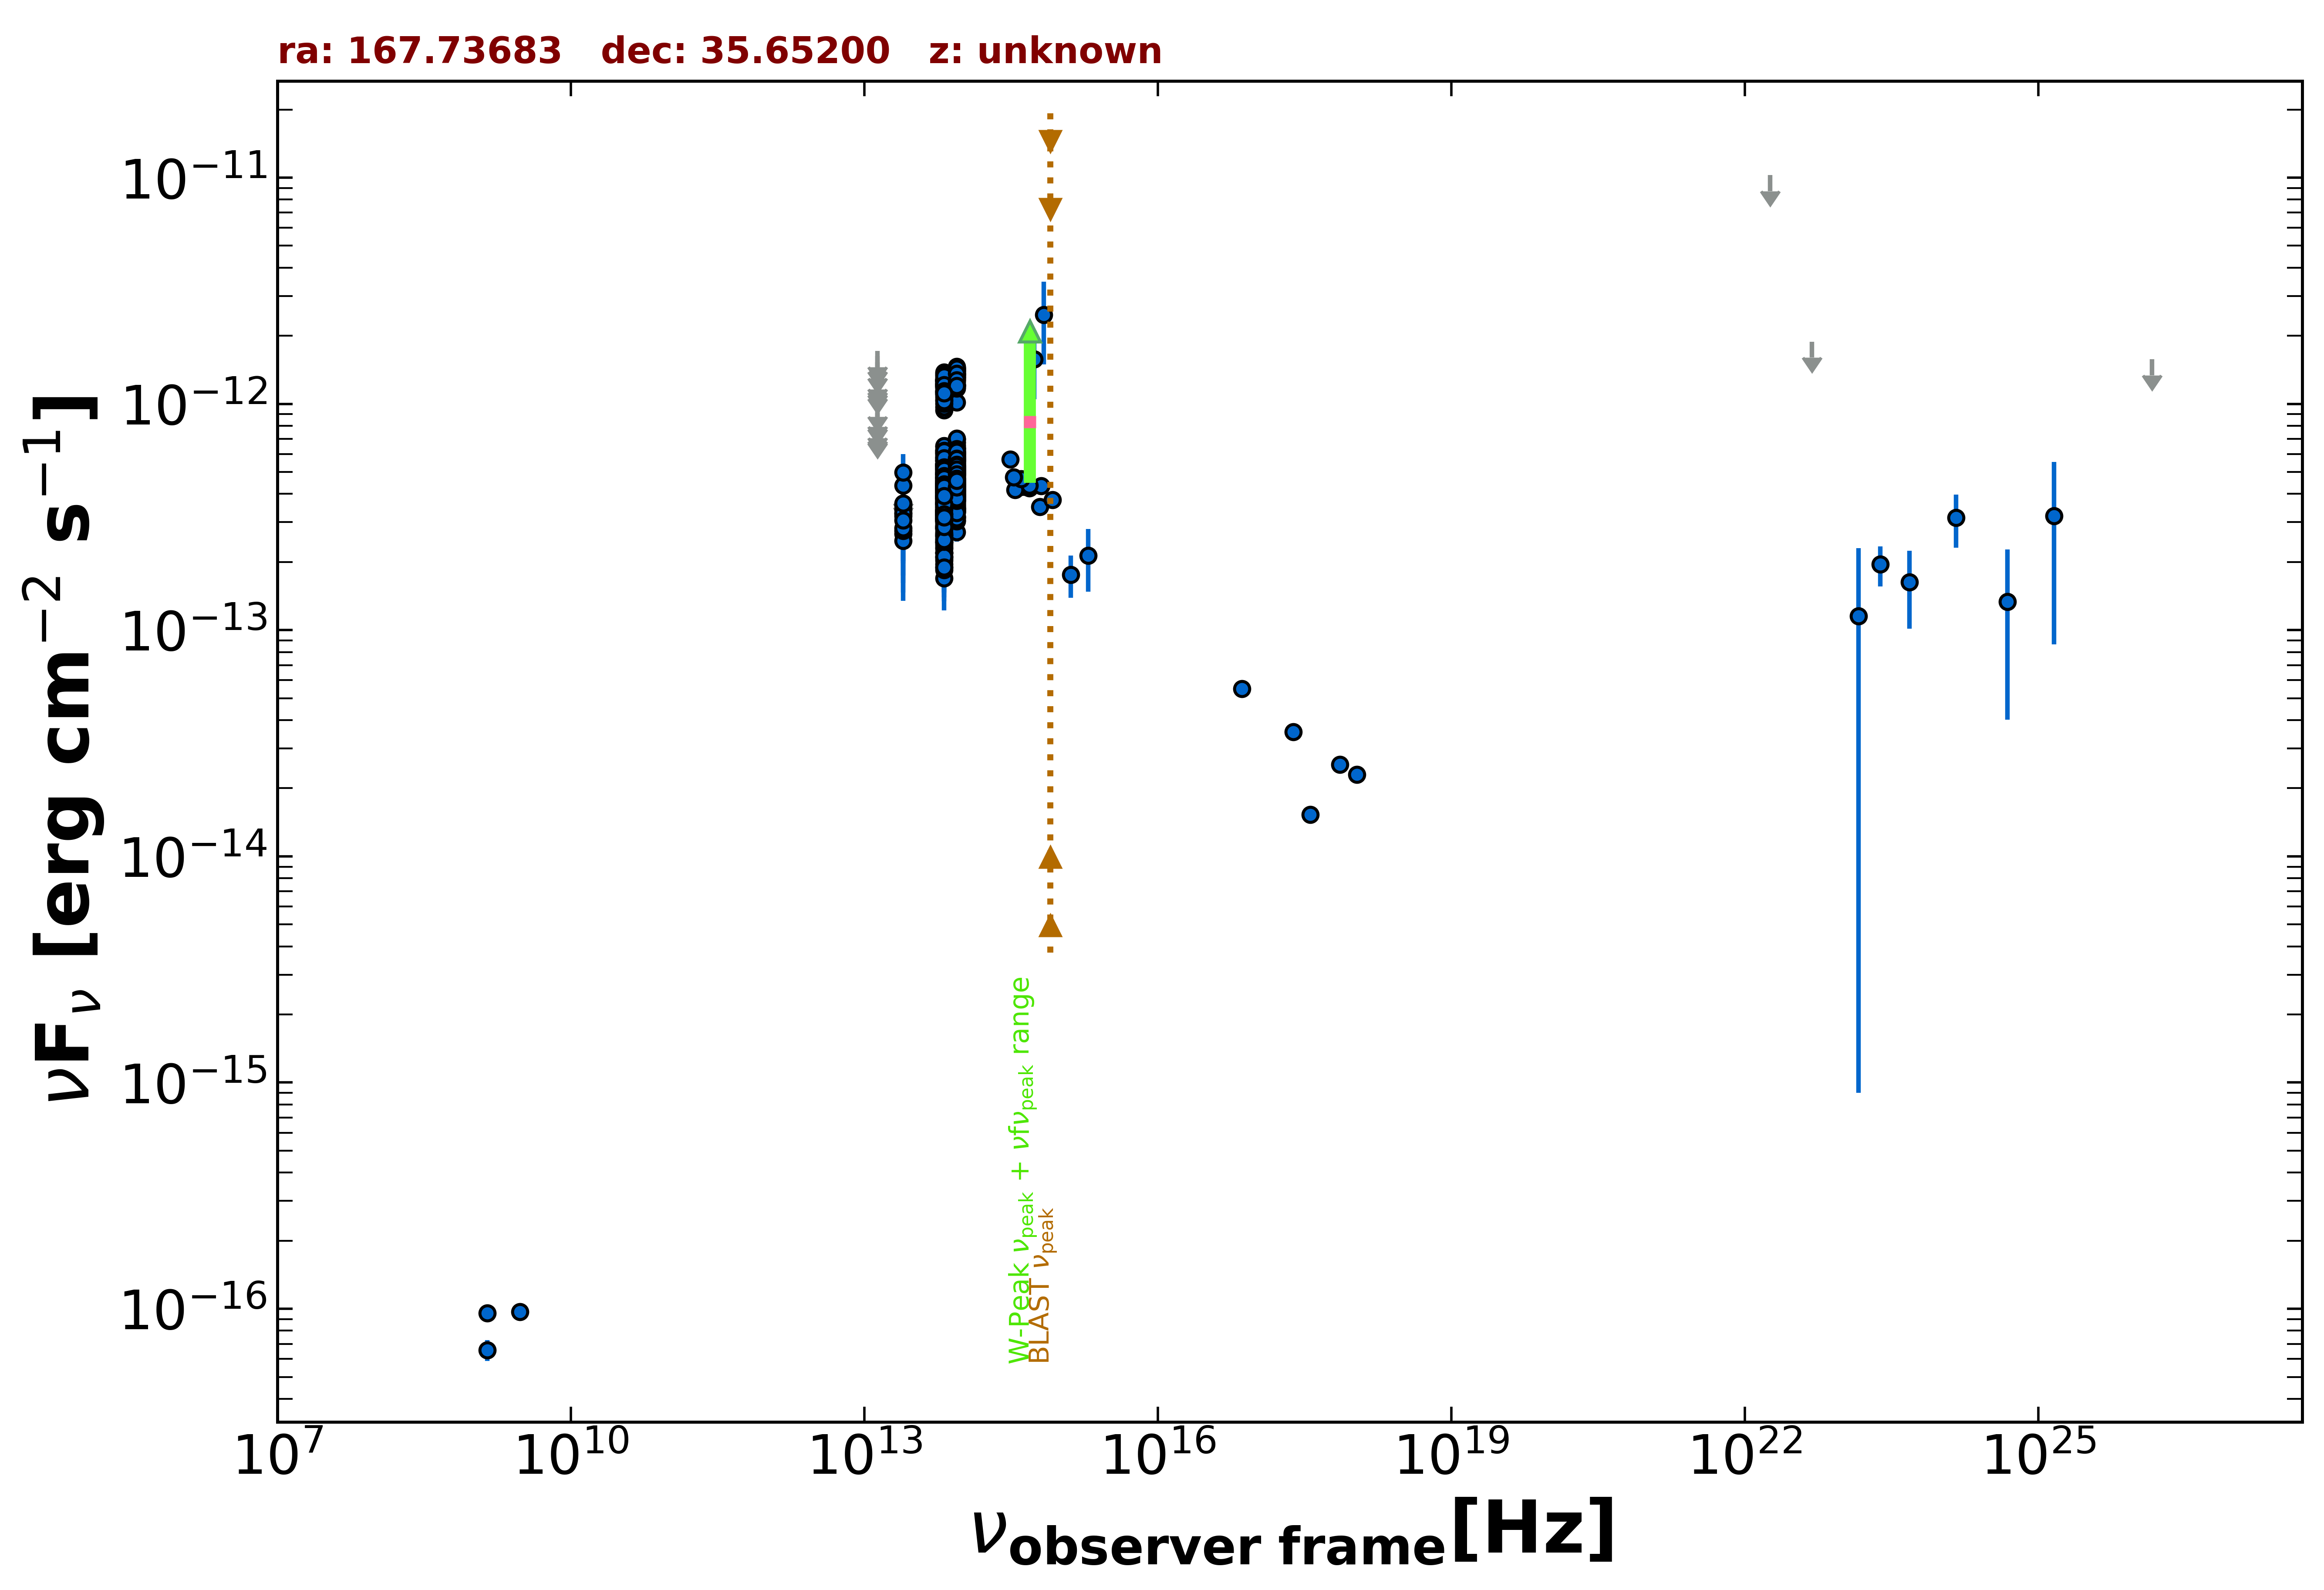 ra: 167.73683 dec: 35.65200 z: unknown
νFν [erg cm−2 s−1]
10−11
10−12
10−13
10−14
10−15
10−16
W-Peak νpeak + νfνpeak range
BLAST νpeak
107 1010 1013 1016 1019 1022 1025
νobserver frame[Hz]